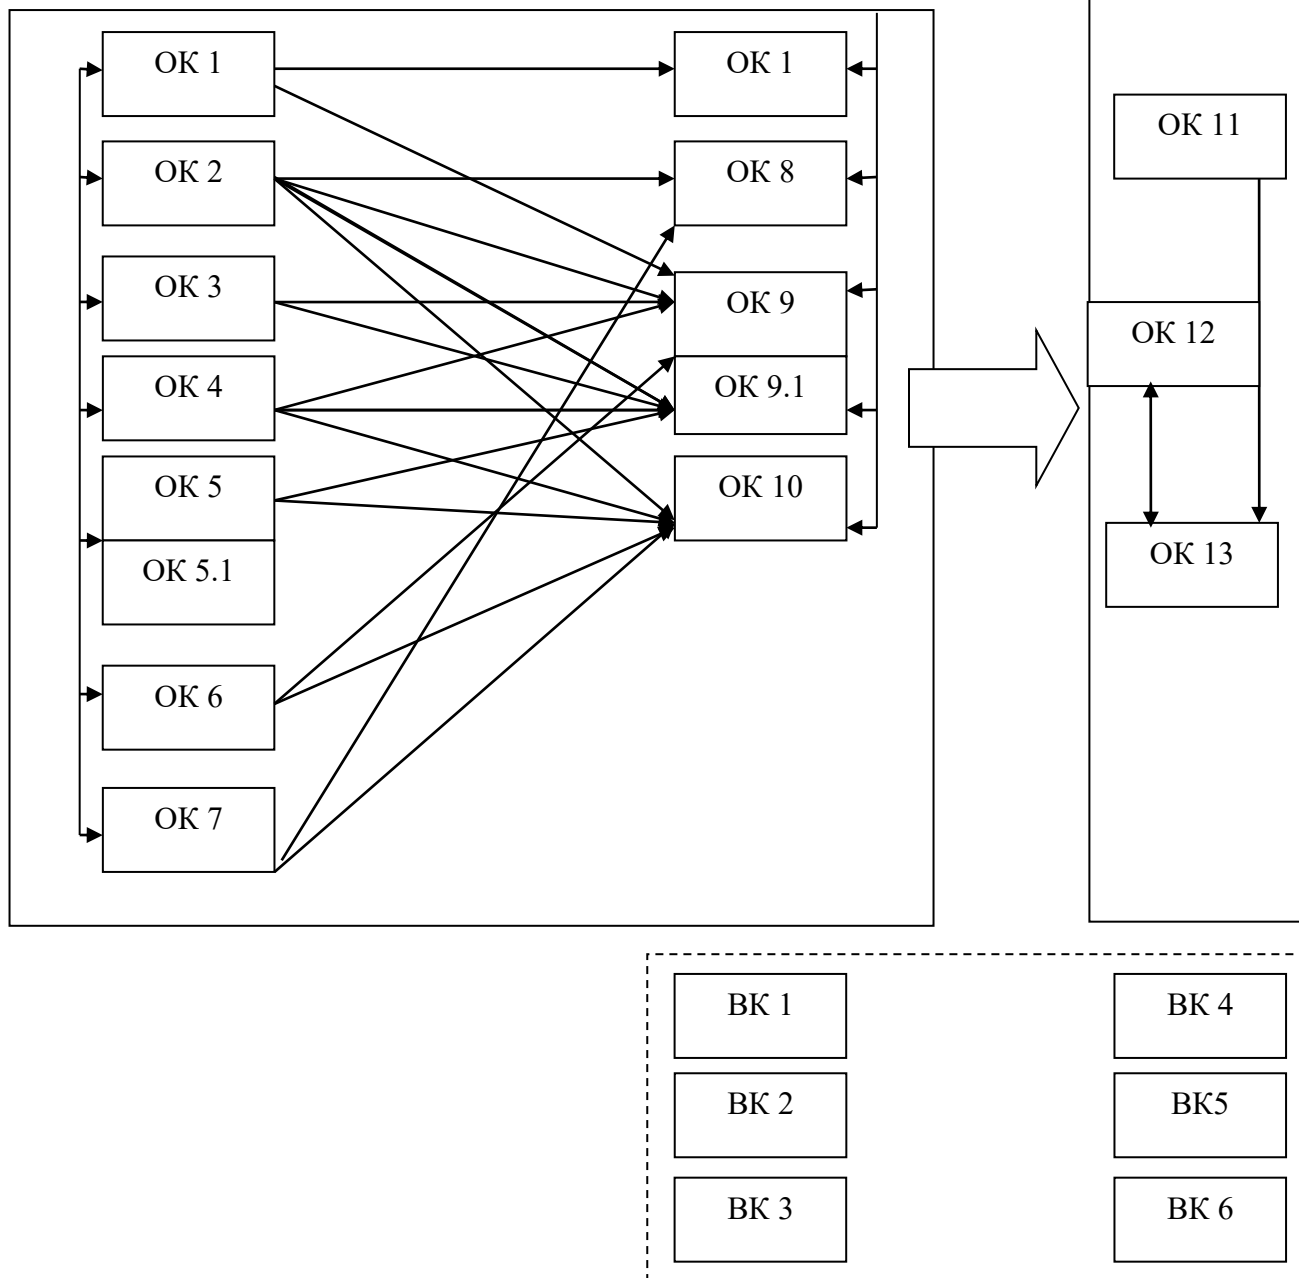 ОК 1
ОК 2
ОК 3
ОК 4
ОК 5
ОК 5.1
ОК 6
ОК 7
ОК 1
ОК 8
ОК 9
ОК 9.1
ОК 10
ОК 11
ОК 12
ОК 13
ВК 1
ВК 2
ВК 3
ВК 4
ВК5
ВК 6